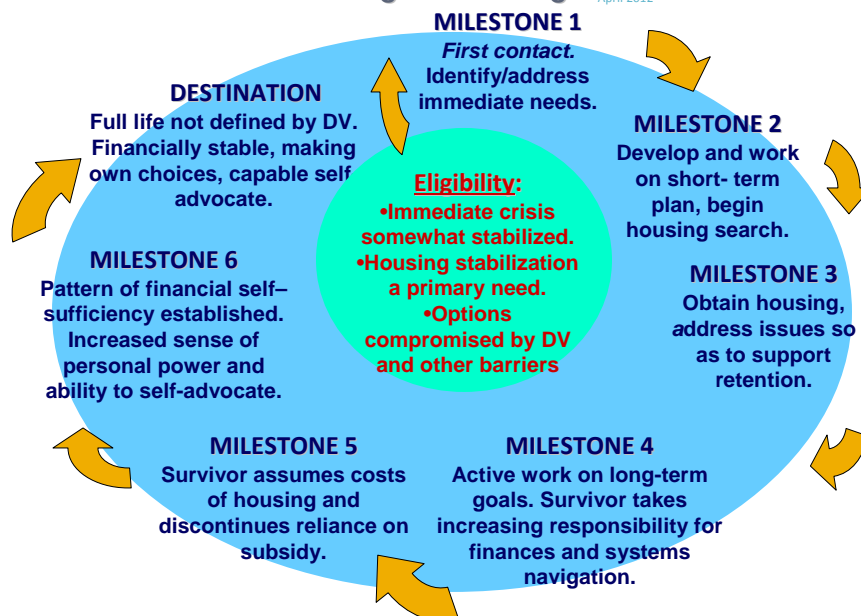 April 2012
MILESTONE 1
First contact.
Identify/address
immediate needs.
MILESTONE 2
Develop and work
on short- term
plan, begin
housing search.
MILESTONE 3
Obtain housing,
address issues so
as to support
retention.
MILESTONE 4
Active work on long-term
goals. Survivor takes
increasing responsibility for
finances and systems
navigation.
MILESTONE 5
Survivor assumes costs
of housing and
discontinues reliance on
subsidy.
MILESTONE 6
Pattern of financial self–
sufficiency established.
Increased sense of
personal power and
ability to self-advocate.
DESTINATION
Full life not defined by DV.
Financially stable, making
own choices, capable self
advocate.
Eligibility:
•Immediate crisis
somewhat stabilized.
•Housing stabilization
a primary need.
•Options
compromised by DV
and other barriers